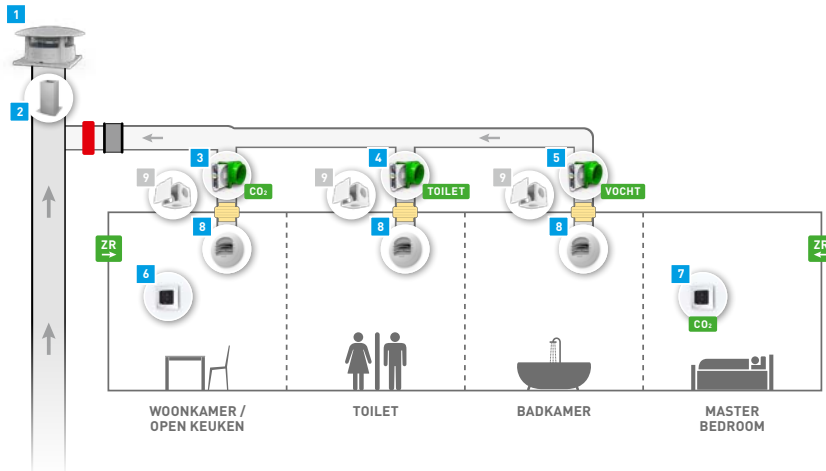 1
2
3
4
5
9
9
9
CO₂
TOILET
VOCHT
8
8
8
ZR
ZR
6
7
CO₂
WOONKAMER /
OPEN KEUKEN
TOILET
BADKAMER
MASTER
BEDROOM